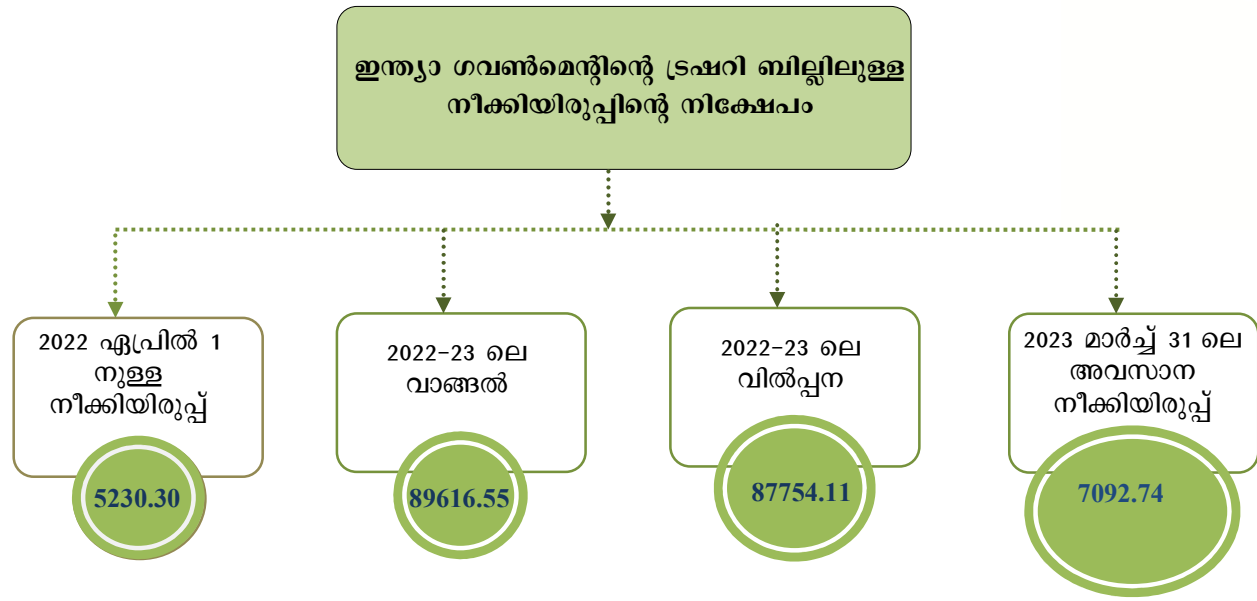 ഇന്ത്യാ ഗവൺമെന്റിന്റെ ട്രഷറി ബില്ലിലുള്ള
നീക്കിയിരുപ്പിന്റെ നിക്ഷേപം
2022 ഏപ്രിൽ 1
നുള്ള
നീക്കിയിരുപ്പ്
5230.30
2022-23 ലെ
വാങ്ങൽ
89616.55
2022-23 ലെ
വിൽപ്പന
87754.11
2023 മാർച്ച് 31 ലെ
അവസാന
നീക്കിയിരുപ്പ്
7092.74